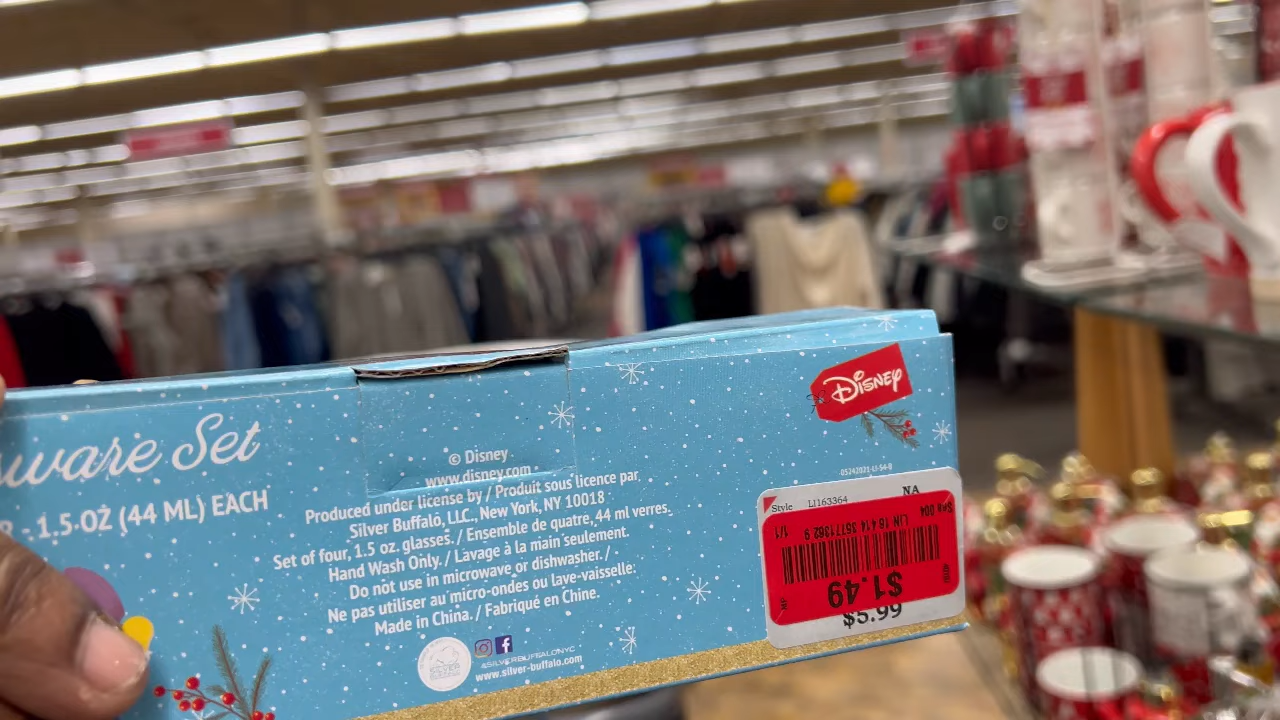 ware Set
- 1.5-OZ (44 ML) EACH
© Disney
www.disney.com
Produced under license by / Produit sous licence par
Silver Buffalo, LLC., New York, NY 10018
Set of four, 1.5 oz. glasses. / Ensemble de quatre, 44 ml verres.
Hand Wash Only. / Lavage à la main seulement.
Do not use in microwave or dishwasher. /
Ne pas utiliser au micro-ondes ou lave-vaisselle.
Made in China. / Fabriqué en Chine.
@SILVERBUFFALONYC
www.silver-buffalo.com
Disney
Style LI163364 NA
1/1
$1.49
$5.99